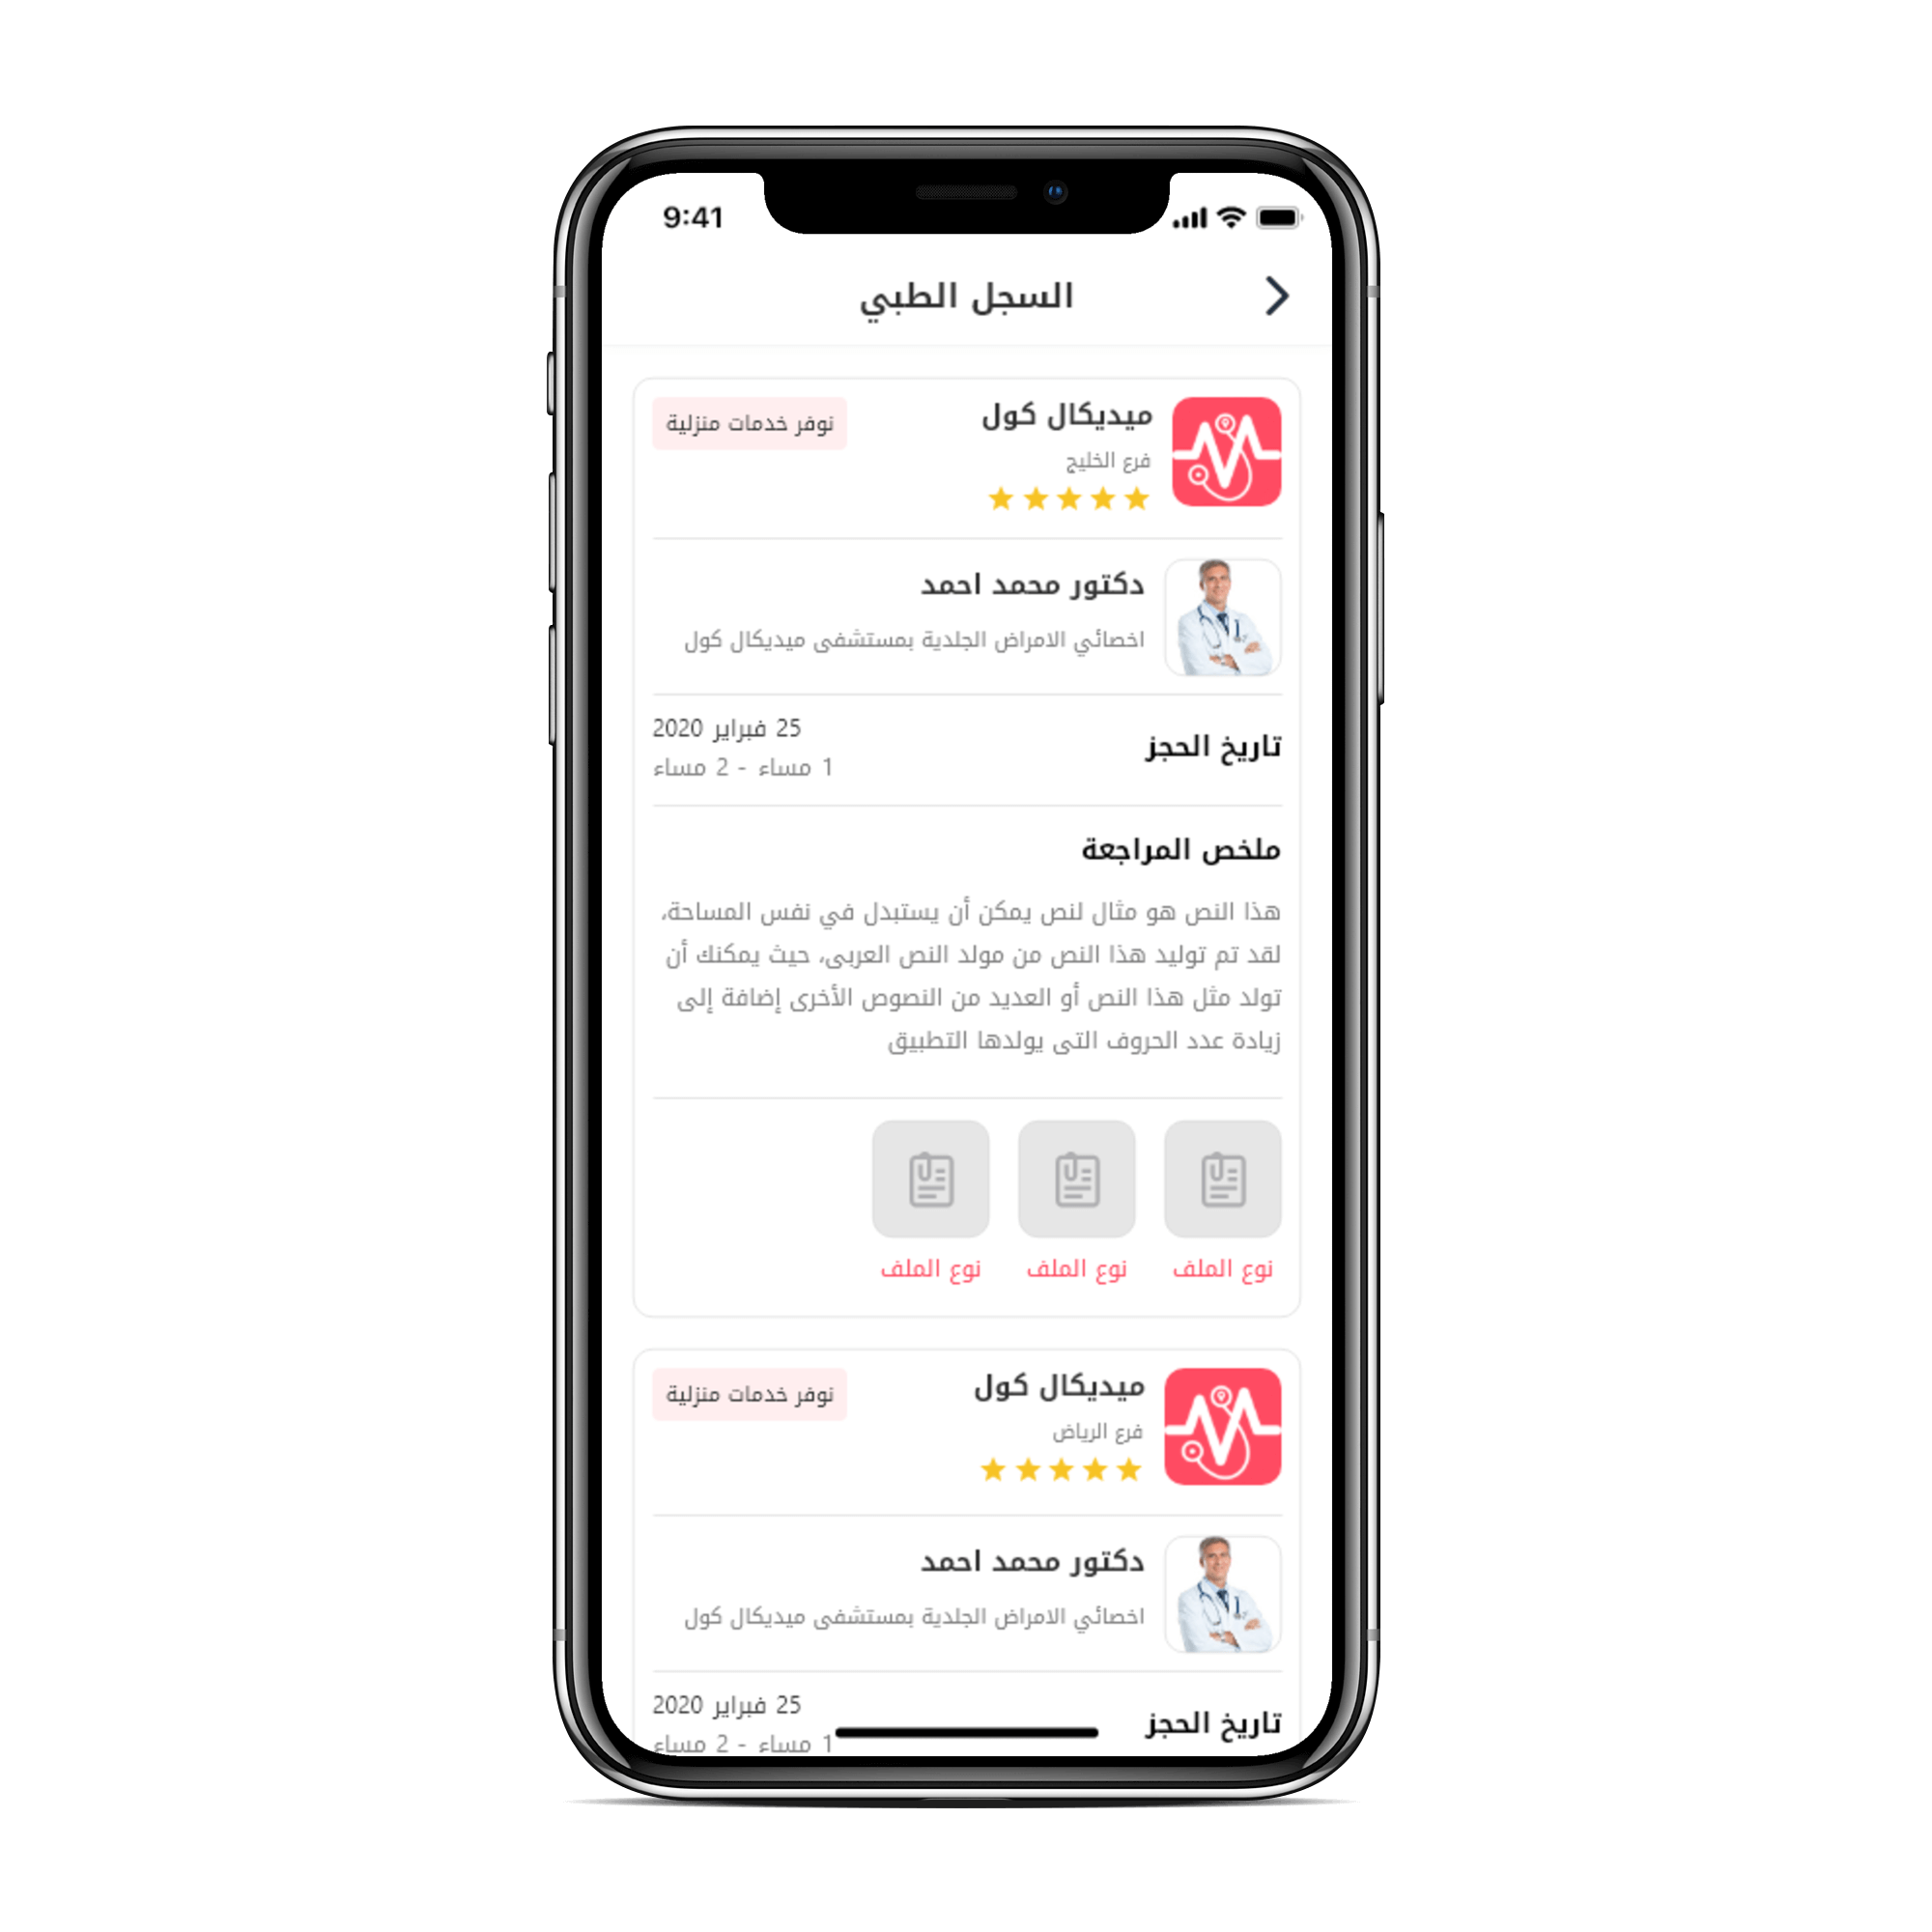 9:41
السجل الطبي
ميديكال كول
نوفر خدمات منزلية
فرع الخليج
دكتور محمد احمد
اخصائي الامراض الجلدية بمستشفى ميديكال كول
تاريخ الحجز
25 فبراير 2020
1 مساء - 2 مساء
ملخص المراجعة
هذا النص هو مثال لنص يمكن أن يستبدل في نفس المساحة،
لقد تم توليد هذا النص من مولد النص العربى، حيث يمكنك أن
تولد مثل هذا النص أو العديد من النصوص الأخرى إضافة إلى
زيادة عدد الحروف التى يولدها التطبيق
نوع الملف نوع الملف نوع الملف
ميديكال كول
نوفر خدمات منزلية
فرع الرياض
دكتور محمد احمد
اخصائي الامراض الجلدية بمستشفى ميديكال كول
تاريخ الحجز
25 فبراير 2020
1 مساء - 2 مساء